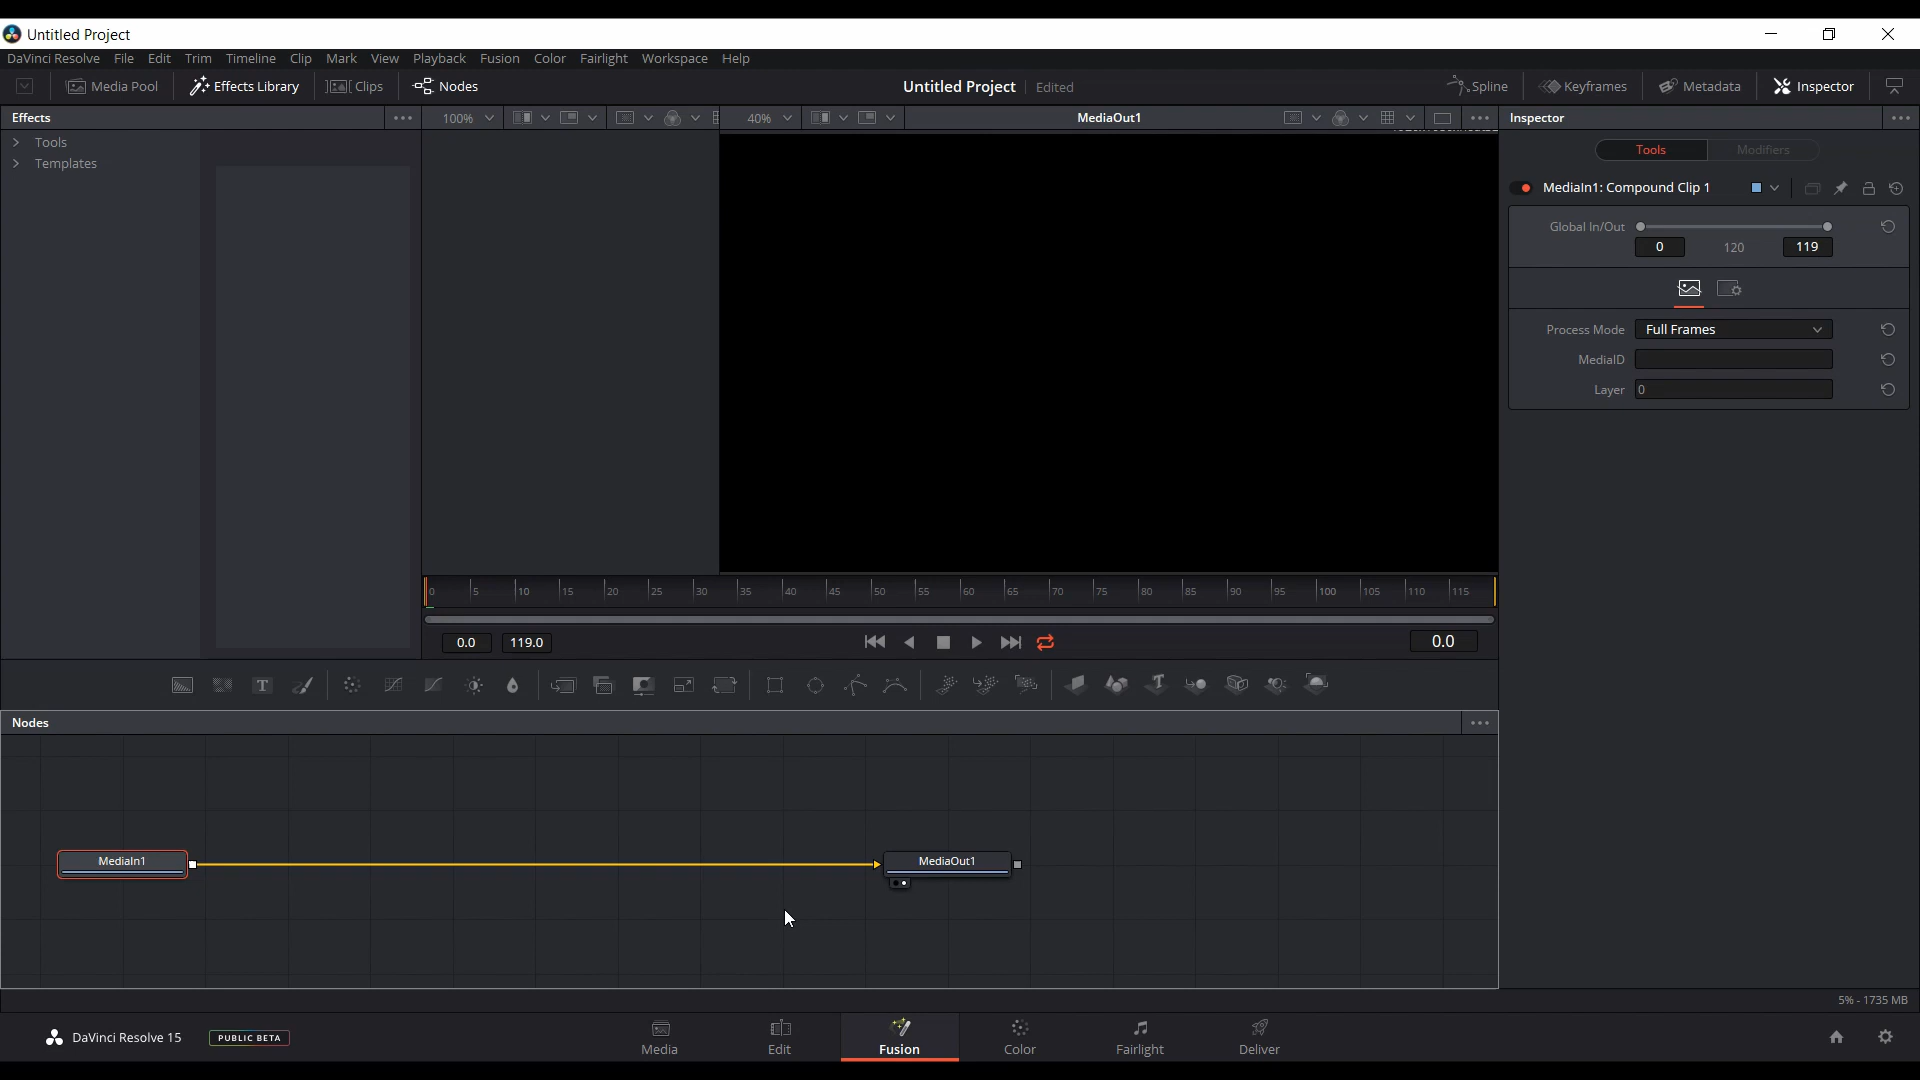 Untitled Project
DaVinci Resolve File Edit Trim Timeline Clip Mark View Playback Fusion Color Fairlight Workspace Help
Media Pool Effects Library Clips Nodes Untitled Project Edited Spline Keyframes Metadata Inspector
Effects 100% 40% MediaOut1 Inspector
Tools
Templates
Tools Modifiers
MediaIn1: Compound Clip 1
Global In/Out
0 120 119
Process Mode Full Frames
MediaID
Layer 0
0 5 10 15 20 25 30 35 40 45 50 55 60 65 70 75 80 85 90 95 100 105 110 115
0.0 119.0 0.0
T
Nodes
MediaIn1 MediaOut1
5% - 1735 MB
DaVinci Resolve 15 PUBLIC BETA
Media Edit Fusion Color Fairlight Deliver